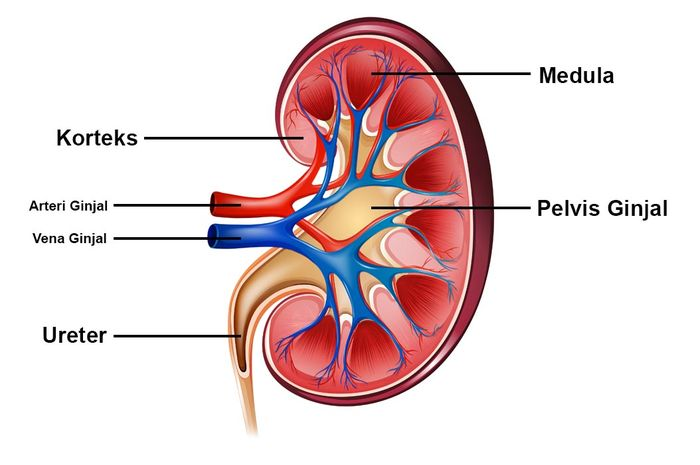 Medula
Korteks
Arteri Ginjal
Pelvis Ginjal
Vena Ginjal
Ureter